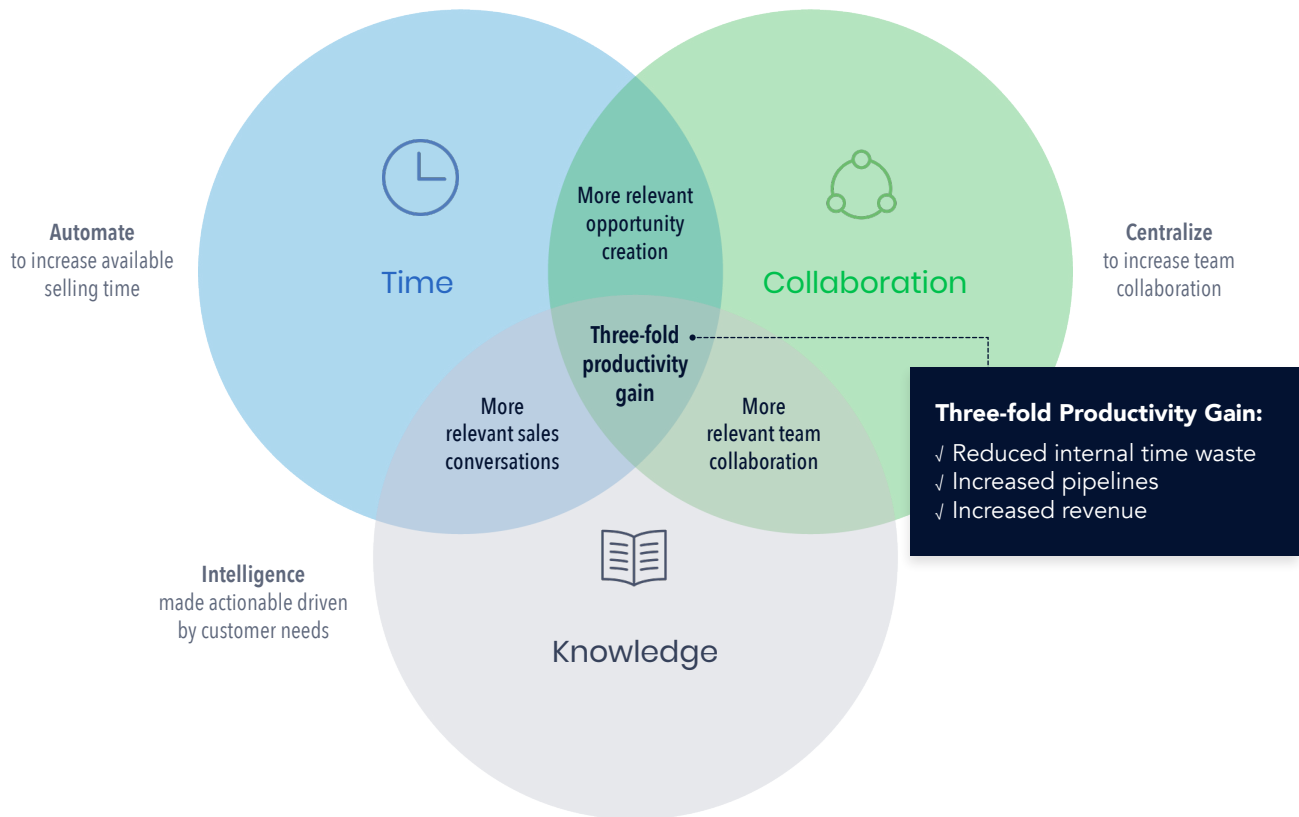 More relevant
opportunity
creation
Automate
to increase available
selling time
Time
Collaboration
Centralize
to increase team
collaboration
Three-fold
productivity
gain
More
relevant sales
conversations
More
relevant team
collaboration
Three-fold Productivity Gain:
√ Reduced internal time waste
√ Increased pipelines
√ Increased revenue
Intelligence
made actionable driven
by customer needs
Knowledge